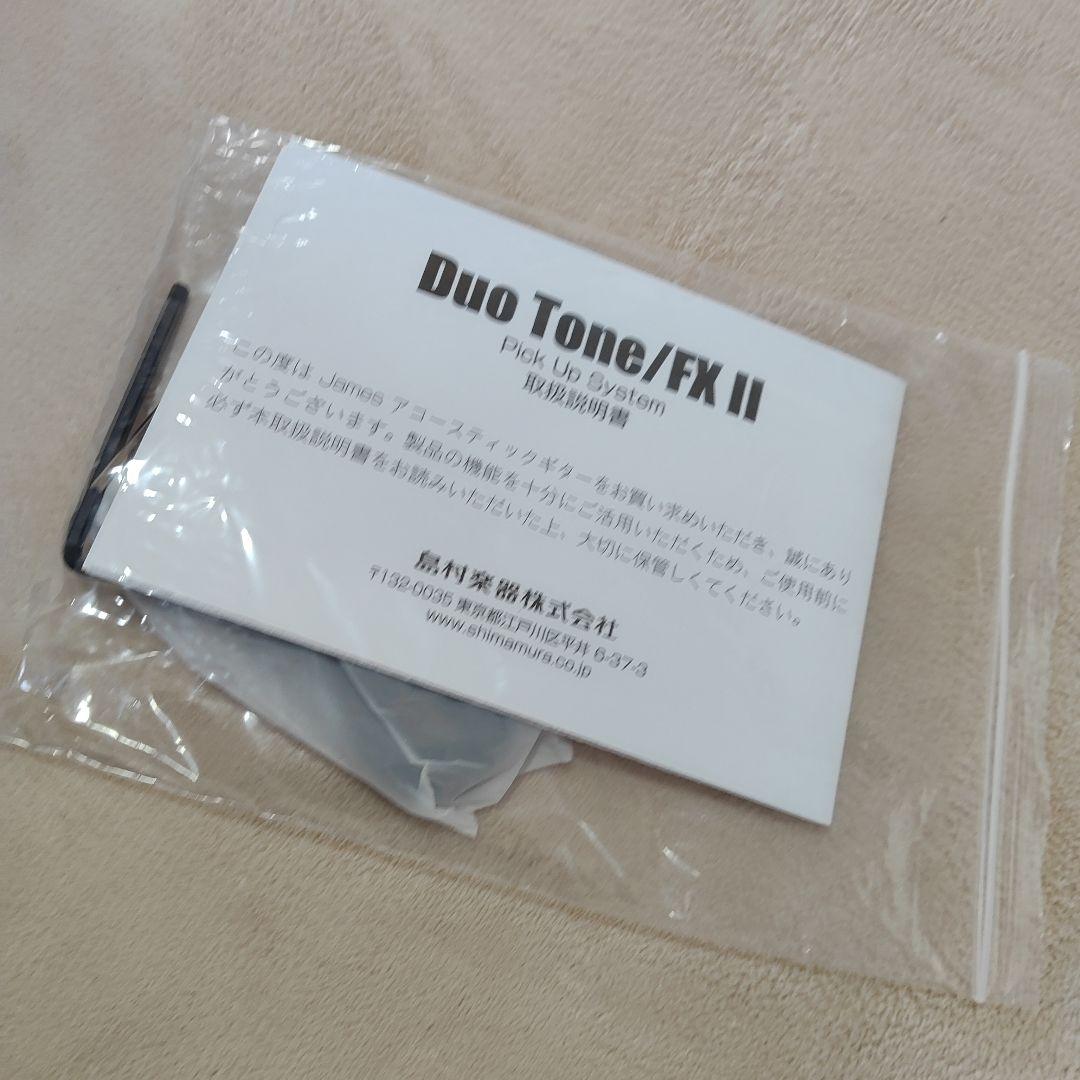 Duo Tone/FX II
Pick Up System
取扱説明書
この度は James アコースティックギターをお買い求めいただき、誠にあり
がとうございます。製品の機能を十分にご活用いただくため、ご使用前に
必ず本取扱説明書をお読みいただいた上、大切に保管しくてください。
島村楽器株式会社
〒132-0035 東京都江戸川区平井 6-37-3
www.shimamura.co.jp